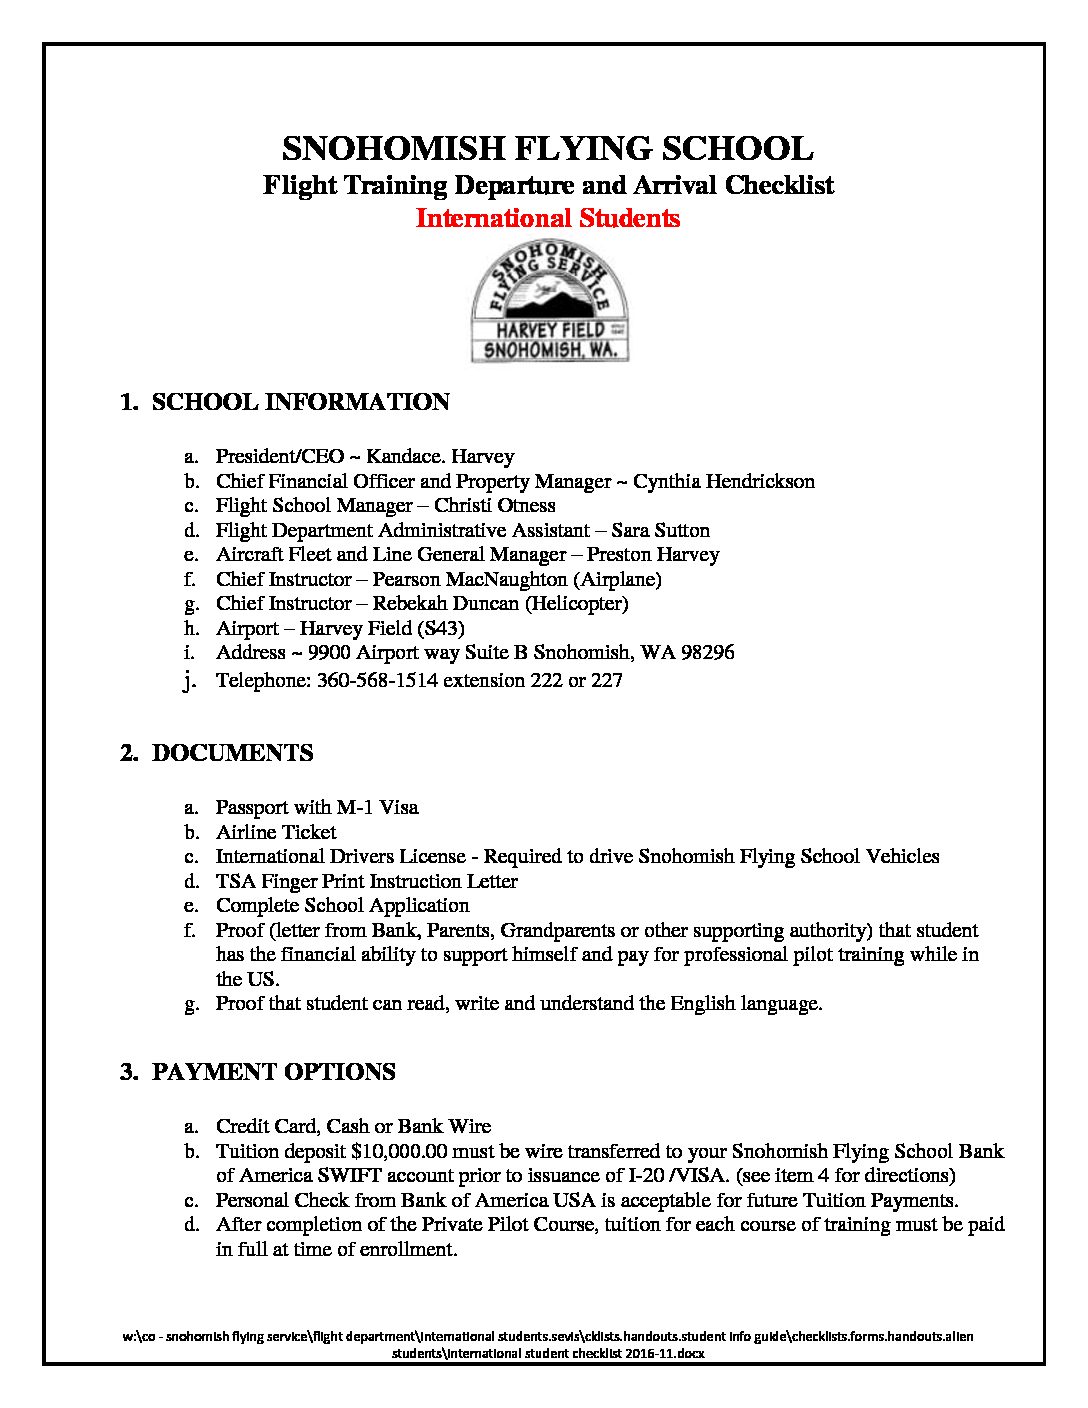 SNOHOMISH FLYING SCHOOL
Flight Training Departure and Arrival Checklist
International Students
SNOHOMISH
FLYING SERVICE
HARVEY FIELD
SNOHOMISH, WA.
1. SCHOOL INFORMATION
a. President/CEO ~ Kandace. Harvey
b. Chief Financial Officer and Property Manager ~ Cynthia Hendrickson
c. Flight School Manager – Christi Otness
d. Flight Department Administrative Assistant – Sara Sutton
e. Aircraft Fleet and Line General Manager – Preston Harvey
f. Chief Instructor – Pearson MacNaughton (Airplane)
g. Chief Instructor – Rebekah Duncan (Helicopter)
h. Airport – Harvey Field (S43)
i. Address ~ 9900 Airport way Suite B Snohomish, WA 98296
j. Telephone: 360-568-1514 extension 222 or 227
2. DOCUMENTS
a. Passport with M-1 Visa
b. Airline Ticket
c. International Drivers License - Required to drive Snohomish Flying School Vehicles
d. TSA Finger Print Instruction Letter
e. Complete School Application
f. Proof (letter from Bank, Parents, Grandparents or other supporting authority) that student
has the financial ability to support himself and pay for professional pilot training while in
the US.
g. Proof that student can read, write and understand the English language.
3. PAYMENT OPTIONS
a. Credit Card, Cash or Bank Wire
b. Tuition deposit $10,000.00 must be wire transferred to your Snohomish Flying School Bank
of America SWIFT account prior to issuance of I-20 /VISA. (see item 4 for directions)
c. Personal Check from Bank of America USA is acceptable for future Tuition Payments.
d. After completion of the Private Pilot Course, tuition for each course of training must be paid
in full at time of enrollment.
w:\co - snohomish flying service\flight department\international students.sevis\cklists.handouts.student info guide\checklists.forms.handouts.alien
students\international student checklist 2016-11.docx